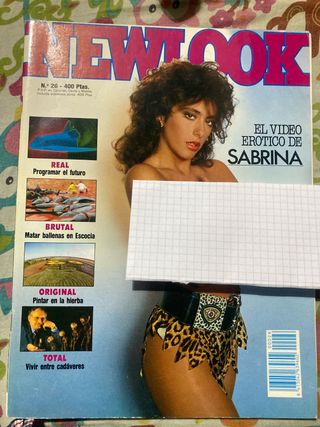 NEWLOOK
N.º 26 - 400 Ptas.
EL VIDEO
EROTICO DE
SABRINA
REAL
Programar el futuro
BRUTAL
Matar ballenas en Escocia
ORIGINAL
Pintar en la hierba
TOTAL
Vivir entre cadáveres